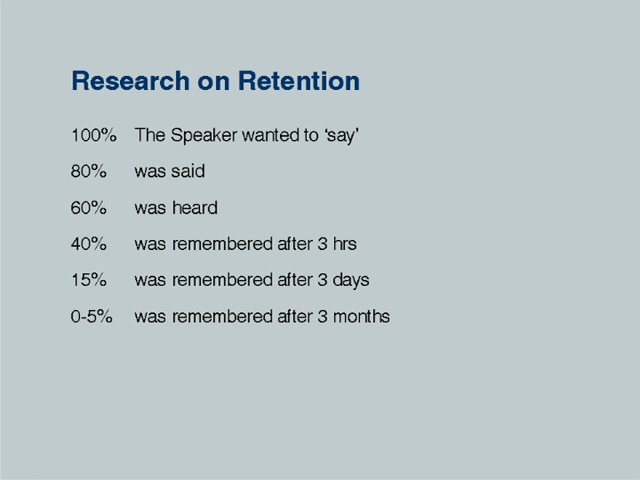 Research on Retention
100% The Speaker wanted to ‘say’
80% was said
60% was heard
40% was remembered after 3 hrs
15% was remembered after 3 days
0-5% was remembered after 3 months